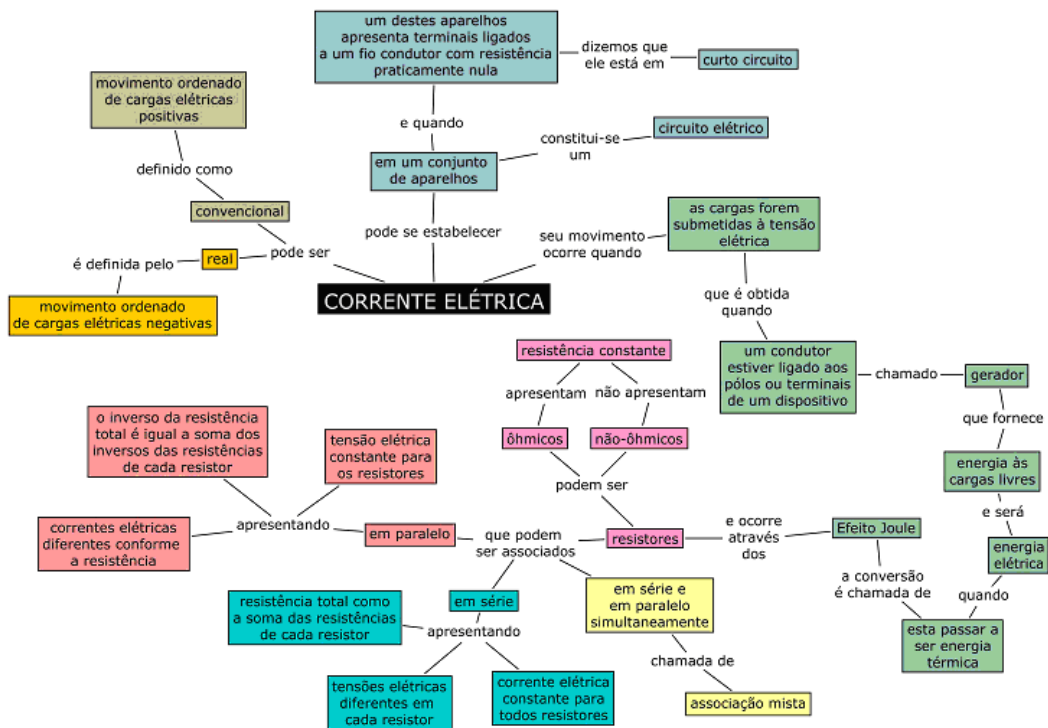 um destes aparelhos
apresenta terminais ligados
a um fio condutor com resistência
praticamente nula
dizemos que
ele está em
curto circuito
movimento ordenado
de cargas elétricas
positivas
e quando
constitui-se
um
circuito elétrico
em um conjunto
de aparelhos
definido como
convencional
pode se estabelecer
seu movimento
ocorre quando
as cargas forem
submetidas à tensão
elétrica
pode ser
real
é definida pelo
movimento ordenado
de cargas elétricas negativas
CORRENTE ELÉTRICA
que é obtida
quando
um condutor
estiver ligado aos
pólos ou terminais
de um dispositivo
chamado
gerador
que fornece
energia às
cargas livres
e será
energia
elétrica
quando
esta passar a
ser energia
térmica
a conversão
é chamada de
Efeito Joule
e ocorre
através
dos
resistores
podem ser
ôhmicos
não-ôhmicos
apresentam
não apresentam
resistência constante
que podem
ser associados
em paralelo
apresentando
o inverso da resistência
total é igual a soma dos
inversos das resistências
de cada resistor
tensão elétrica
constante para
os resistores
correntes elétricas
diferentes conforme
a resistência
em série
apresentando
resistência total como
a soma das resistências
de cada resistor
tensões elétricas
diferentes em
cada resistor
corrente elétrica
constante para
todos resistores
em série e
em paralelo
simultaneamente
chamada de
associação mista